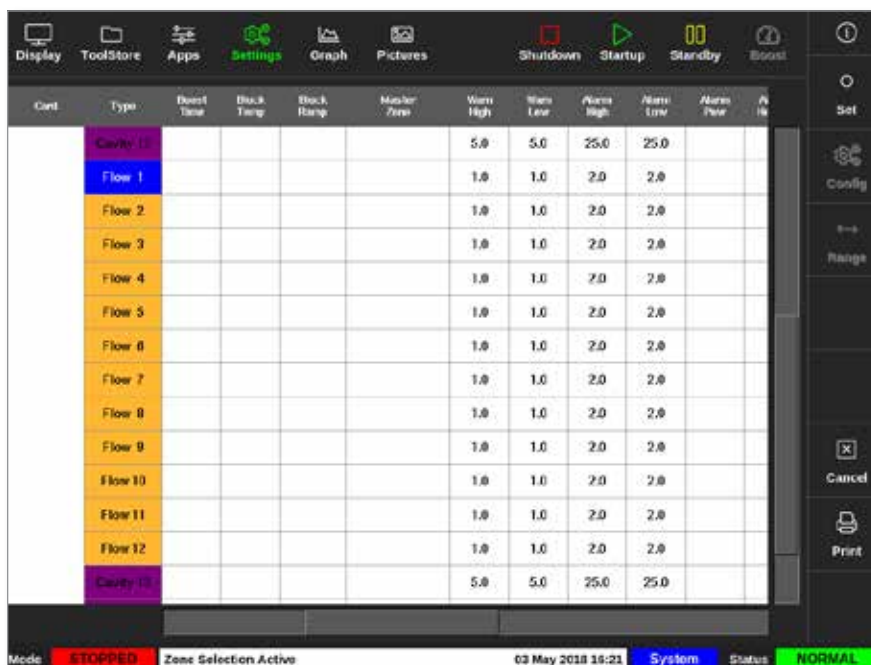 Display ToolStore Apps Settings Graph Pictures Shutdown Startup Standby Boost
Set
Config
Range
Cancel
Print
Card Type Boost Time Block Temp Block Ramp Master Zone Warn High Warn Low Alarm High Alarm Low Alarm Powr
Cavity 5.0 5.0 25.0 25.0
Flow 1 1.0 1.0 2.0 2.0
Flow 2 1.0 1.0 2.0 2.0
Flow 3 1.0 1.0 2.0 2.0
Flow 4 1.0 1.0 2.0 2.0
Flow 5 1.0 1.0 2.0 2.0
Flow 6 1.0 1.0 2.0 2.0
Flow 7 1.0 1.0 2.0 2.0
Flow 8 1.0 1.0 2.0 2.0
Flow 9 1.0 1.0 2.0 2.0
Flow 10 1.0 1.0 2.0 2.0
Flow 11 1.0 1.0 2.0 2.0
Flow 12 1.0 1.0 2.0 2.0
Cavity 5.0 5.0 25.0 25.0
Mode STOPPED Zone Selection Active 03 May 2018 16:21 System Status NORMAL